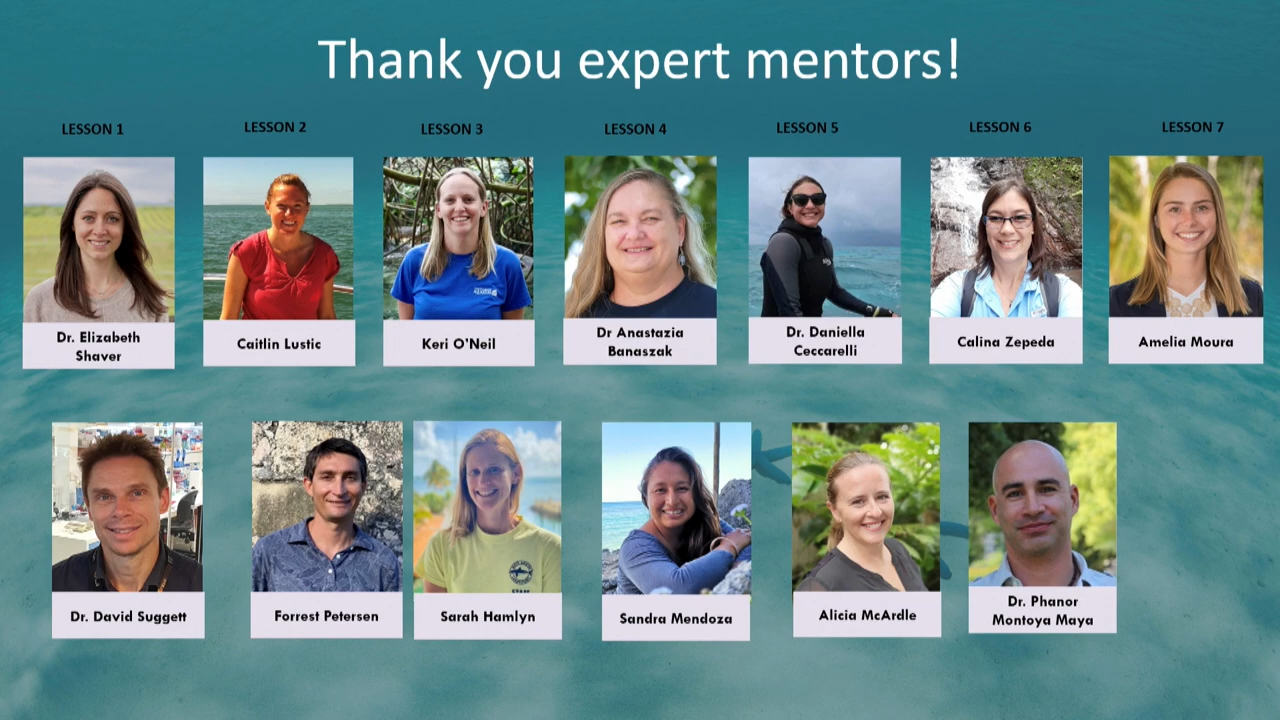 Thank you expert mentors!
LESSON 1
LESSON 2
LESSON 3
LESSON 4
LESSON 5
LESSON 6
LESSON 7
Dr. Elizabeth
Shaver
Caitlin Lustic
Keri O'Neil
Dr Anastazia
Banaszak
Dr. Daniella
Ceccarelli
Calina Zepeda
Amelia Moura
Dr. David Suggett
Forrest Petersen
Sarah Hamlyn
Sandra Mendoza
Alicia McArdle
Dr. Phanor
Montoya Maya